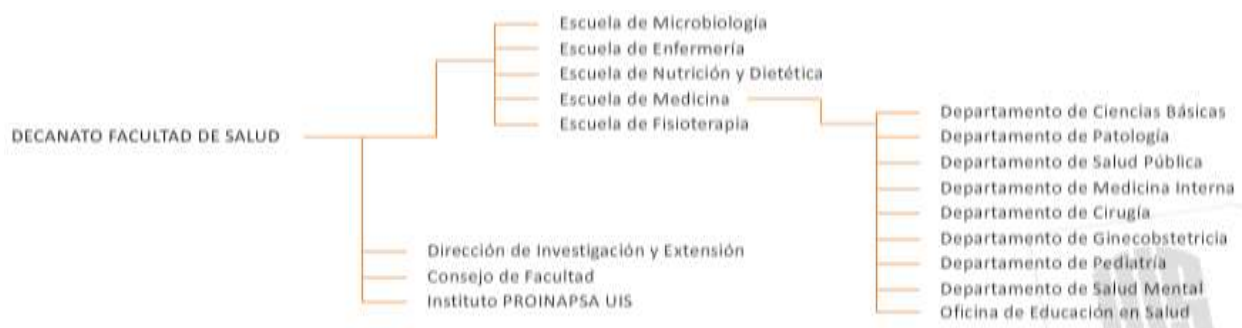 Escuela de Microbiología
Escuela de Enfermería
Escuela de Nutrición y Dietética
Escuela de Medicina
Escuela de Fisioterapia
DECANATO FACULTAD DE SALUD
Departamento de Ciencias Básicas
Departamento de Patología
Departamento de Salud Pública
Departamento de Medicina Interna
Departamento de Cirugía
Departamento de Ginecobstetricia
Departamento de Pediatría
Departamento de Salud Mental
Oficina de Educación en Salud
Dirección de Investigación y Extensión
Consejo de Facultad
Instituto PROINAPSA UIS